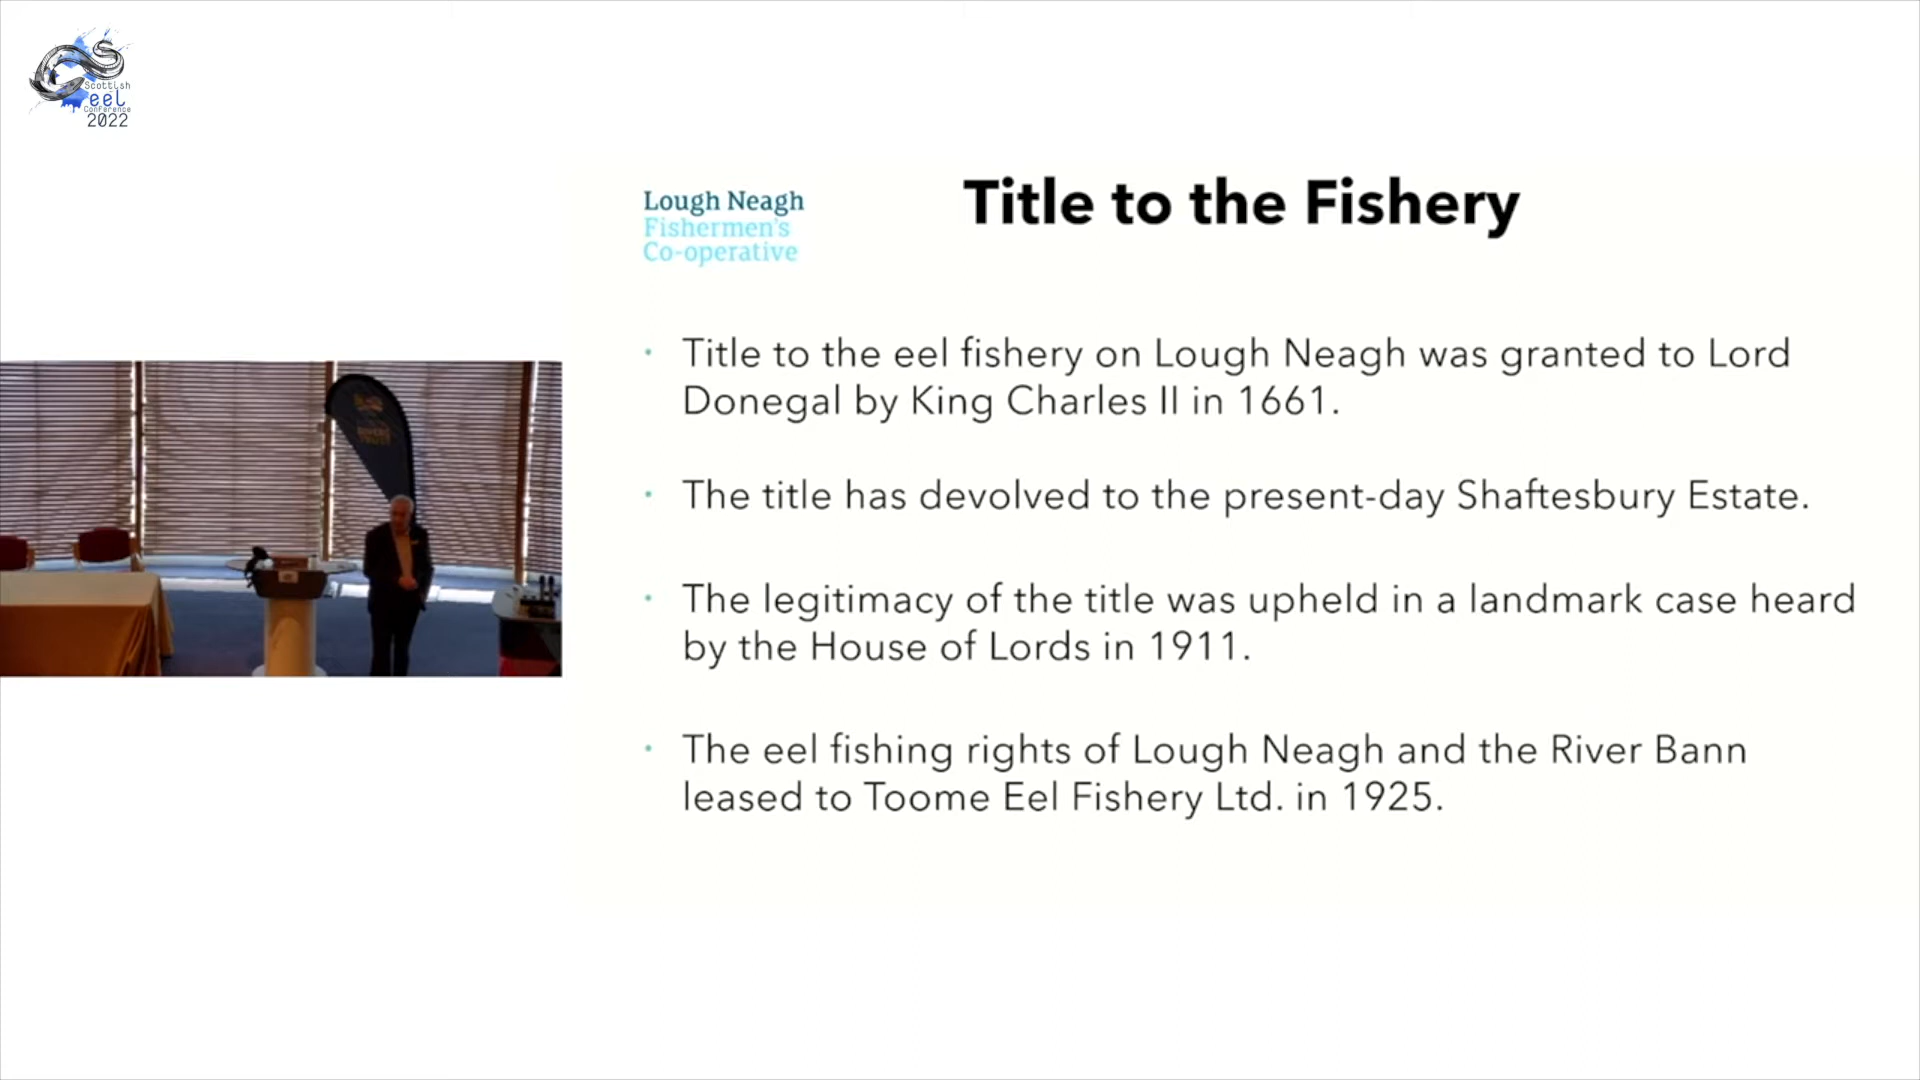 Scottish
eel
Conference
2022
Title to the Fishery
Lough Neagh
Fishermen's
Co-operative
• Title to the eel fishery on Lough Neagh was granted to Lord
Donegal by King Charles II in 1661.
• The title has devolved to the present-day Shaftesbury Estate.
• The legitimacy of the title was upheld in a landmark case heard
by the House of Lords in 1911.
• The eel fishing rights of Lough Neagh and the River Bann
leased to Toome Eel Fishery Ltd. in 1925.